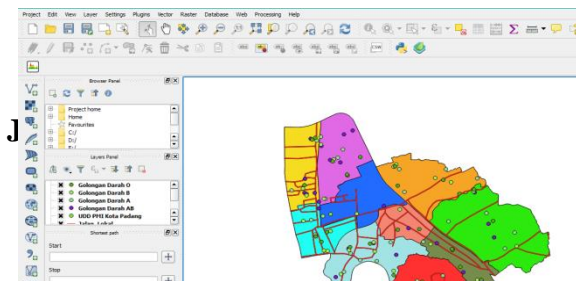 Project Edit View Layer Settings Plugins Vector Raster Database Web Processing Help
Browser Panel
Project home
Home
Favourites
C:/
D:/
J
Layers Panel
Golongan Darah O
Golongan Darah B
Golongan Darah A
Golongan Darah AB
UDD PMI Kota Padang
Jalan_Lokal
Shortest path
Start
Stop